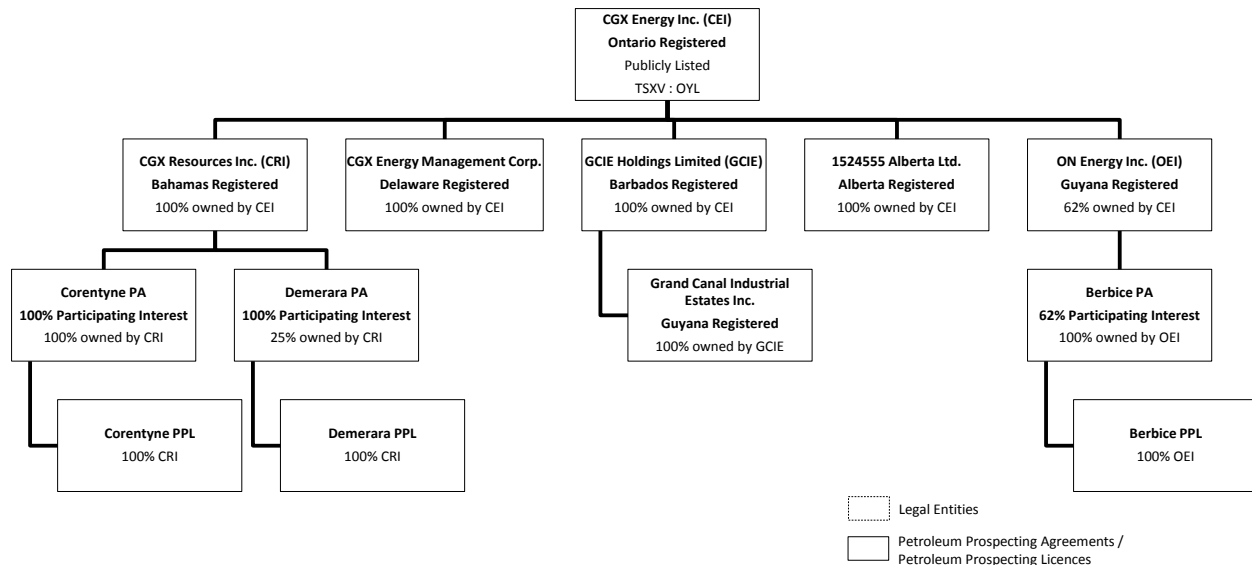 CGX Energy Inc. (CEI)
Ontario Registered
Publicly Listed
TSXV : OYL
CGX Resources Inc. (CRI)
Bahamas Registered
100% owned by CEI
CGX Energy Management Corp.
Delaware Registered
100% owned by CEI
GCIE Holdings Limited (GCIE)
Barbados Registered
100% owned by CEI
1524555 Alberta Ltd.
Alberta Registered
100% owned by CEI
ON Energy Inc. (OEI)
Guyana Registered
62% owned by CEI
Corentyne PA
100% Participating Interest
100% owned by CRI
Demerara PA
100% Participating Interest
25% owned by CRI
Grand Canal Industrial
Estates Inc.
Guyana Registered
100% owned by GCIE
Berbice PA
62% Participating Interest
100% owned by OEI
Corentyne PPL
100% CRI
Demerara PPL
100% CRI
Berbice PPL
100% OEI
Legal Entities
Petroleum Prospecting Agreements /
Petroleum Prospecting Licences